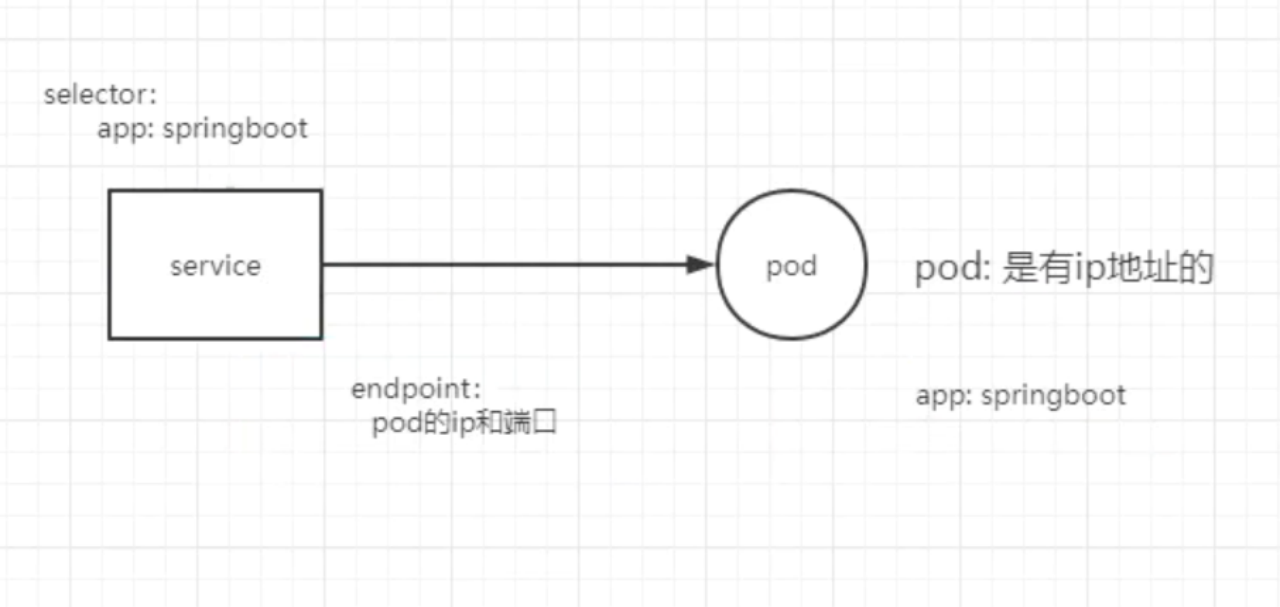 selector:
app: springboot
service
pod
pod: 是有ip地址的
endpoint:
pod的ip和端口
app: springboot